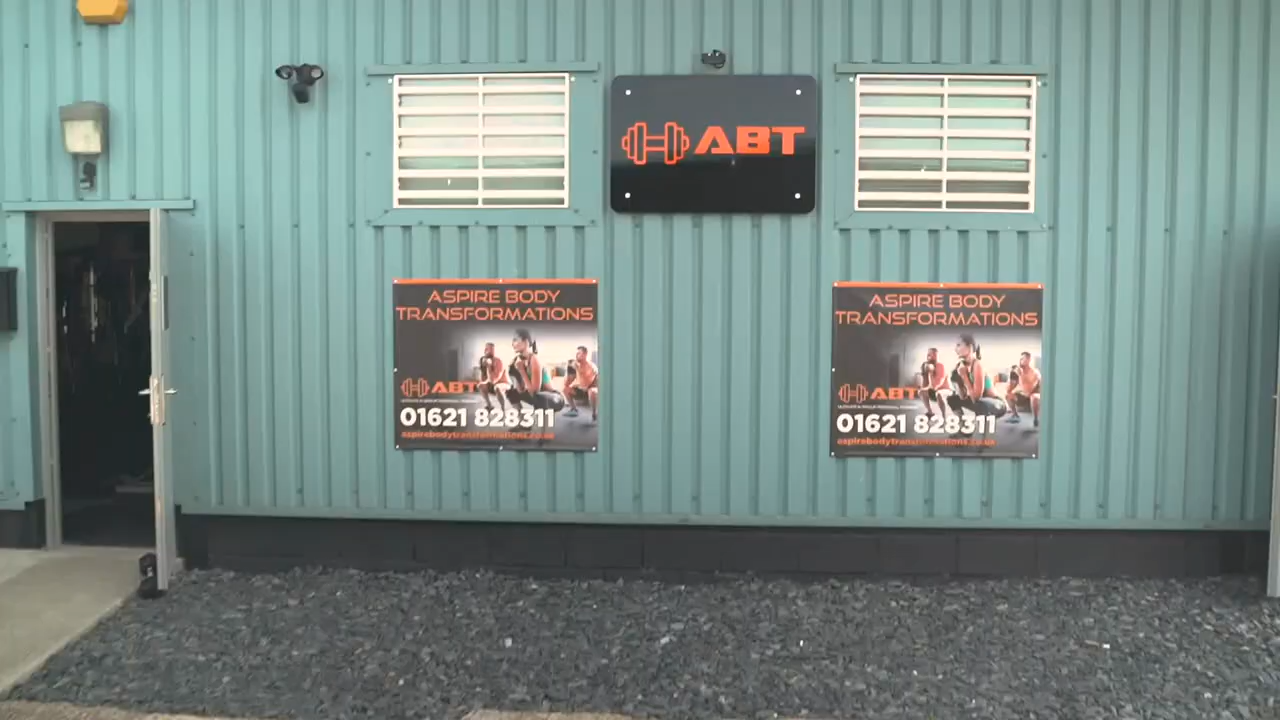 ABT
ASPIRE BODY
TRANSFORMATIONS
ABT
01621 828311
aspirebodytransformations.co.uk
ASPIRE BODY
TRANSFORMATIONS
ABT
01621 828311
aspirebodytransformations.co.uk